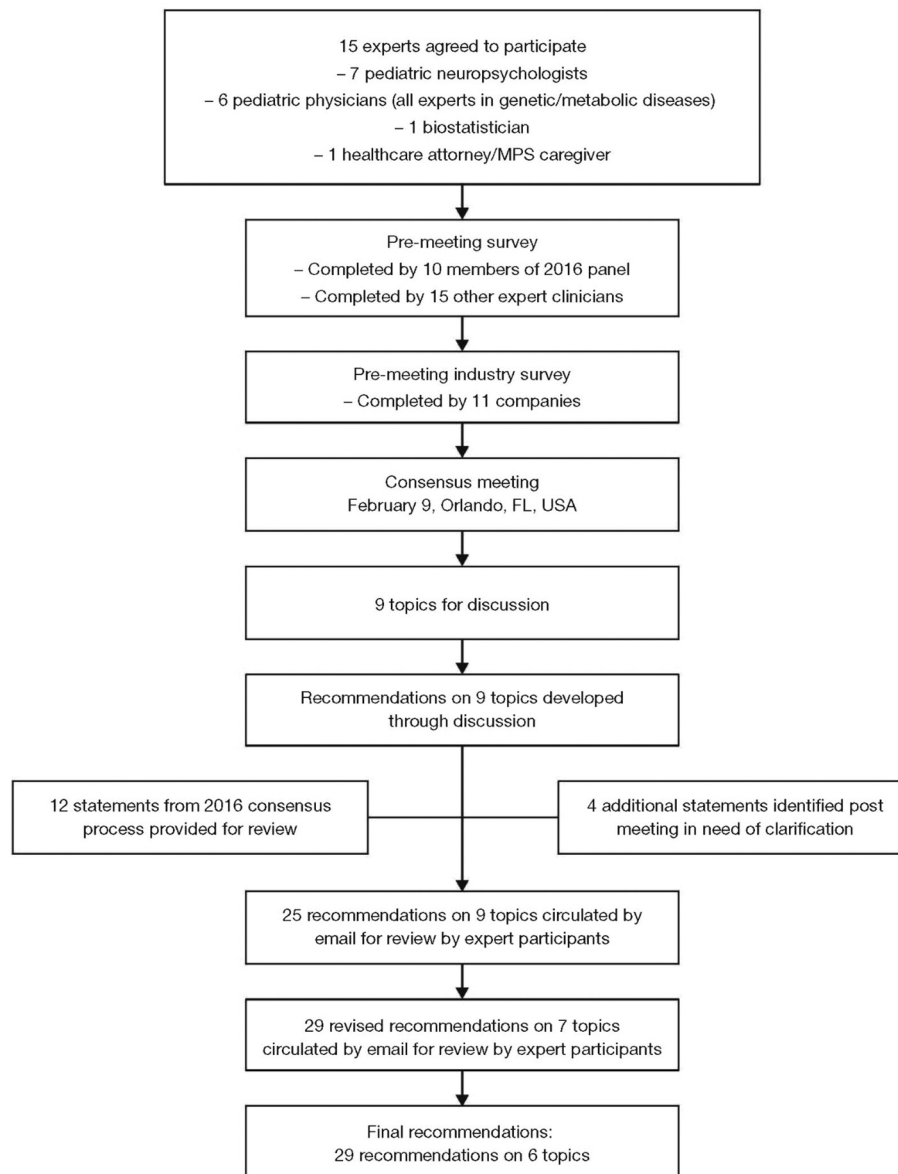 15 experts agreed to participate
– 7 pediatric neuropsychologists
– 6 pediatric physicians (all experts in genetic/metabolic diseases)
– 1 biostatistician
– 1 healthcare attorney/MPS caregiver
Pre-meeting survey
– Completed by 10 members of 2016 panel
– Completed by 15 other expert clinicians
Pre-meeting industry survey
– Completed by 11 companies
Consensus meeting
February 9, Orlando, FL, USA
9 topics for discussion
Recommendations on 9 topics developed
through discussion
12 statements from 2016 consensus
process provided for review
4 additional statements identified post
meeting in need of clarification
25 recommendations on 9 topics circulated by
email for review by expert participants
29 revised recommendations on 7 topics
circulated by email for review by expert participants
Final recommendations:
29 recommendations on 6 topics